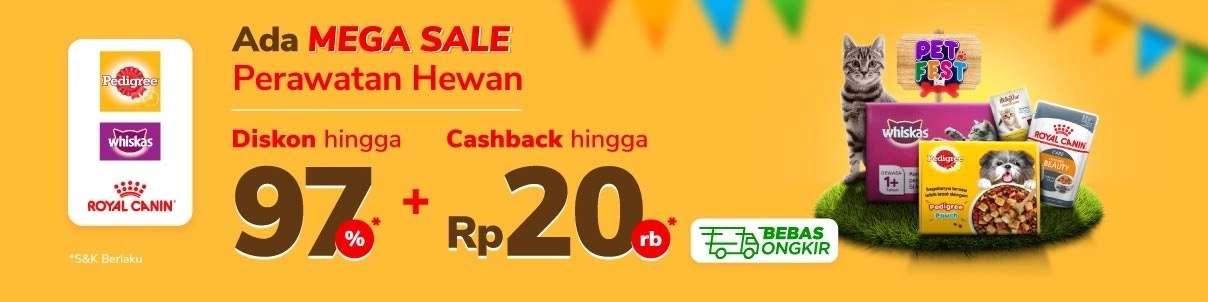 Pedigree
whiskas
ROYAL CANIN
*S&K Berlaku
Ada MEGA SALE
Perawatan Hewan
Diskon hingga
97%*
+
Cashback hingga
Rp20rb*
BEBAS
ONGKIR
PET
FEST
whiskas
DEWASA
1+
ROYAL CANIN
BEAUTY
Pedigree
Pedigree
Pouch